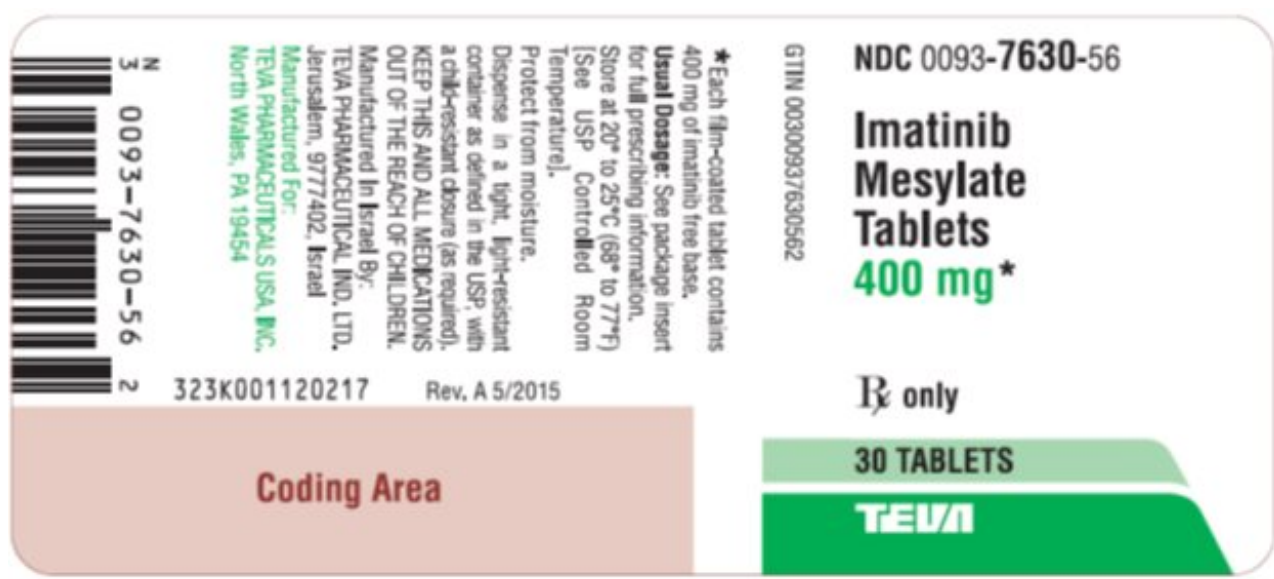 NDC 0093-7630-56
Imatinib
Mesylate
Tablets
400 mg*
Rx only
30 TABLETS
TEVA
GTIN 00300937630562
*Each film-coated tablet contains
400 mg of imatinib free base.
Usual Dosage: See package insert
for full prescribing information.
Store at 20° to 25°C (68° to 77°F)
[See USP Controlled Room
Temperature].
Protect from moisture.
Dispense in a tight, light-resistant
container as defined in the USP, with
a child-resistant closure (as required).
KEEP THIS AND ALL MEDICATIONS
OUT OF THE REACH OF CHILDREN.
Manufactured In Israel By:
TEVA PHARMACEUTICAL IND. LTD.
Jerusalem, 9777402, Israel
Manufactured For:
TEVA PHARMACEUTICALS USA, INC.
North Wales, PA 19454
N
3 0093-7630-56 2
323K001120217 Rev. A 5/2015
Coding Area